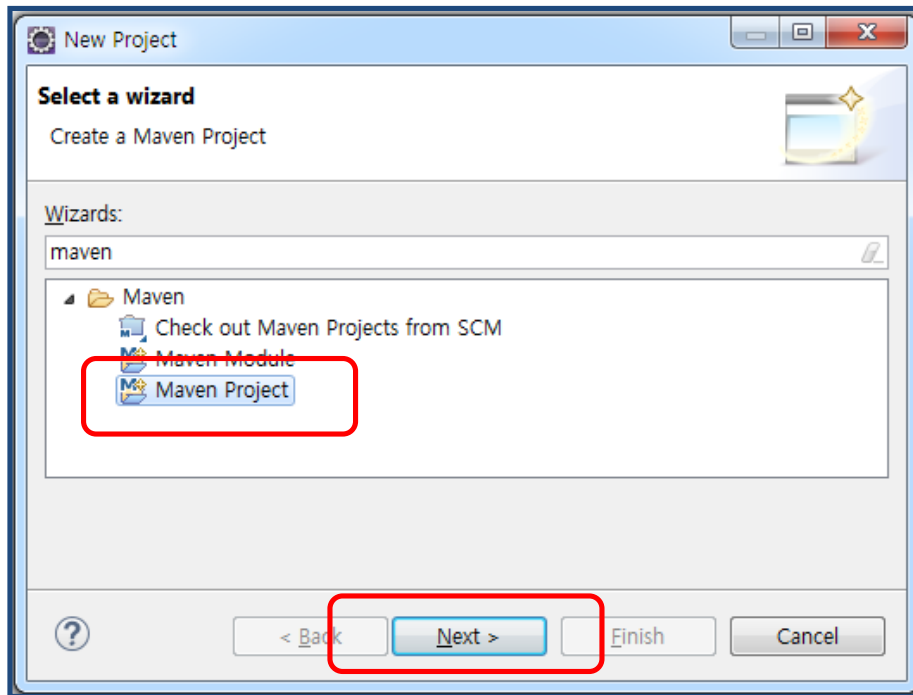 New Project
Select a wizard
Create a Maven Project
Wizards:
maven
Maven
Check out Maven Projects from SCM
Maven Module
Maven Project
? < Back Next > Finish Cancel